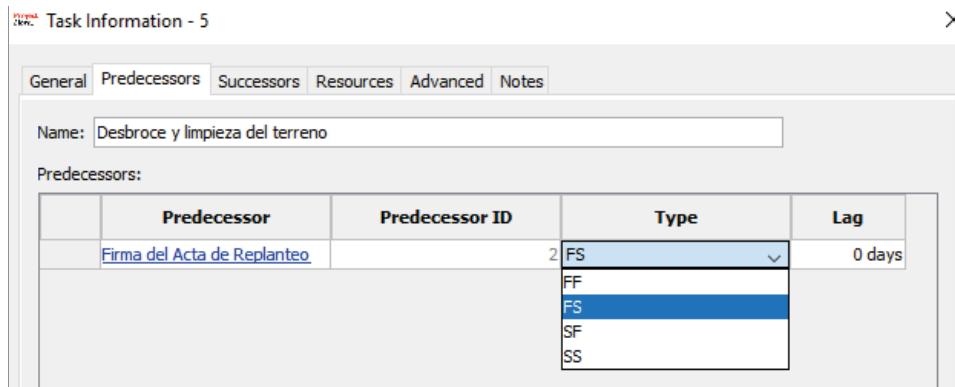 Task Information - 5
General Predecessors Successors Resources Advanced Notes
Name: Desbroce y limpieza del terreno
Predecessors:
Predecessor Predecessor ID Type Lag
Firma del Acta de Replanteo 2 FS 0 days
FF
FS
SF
SS